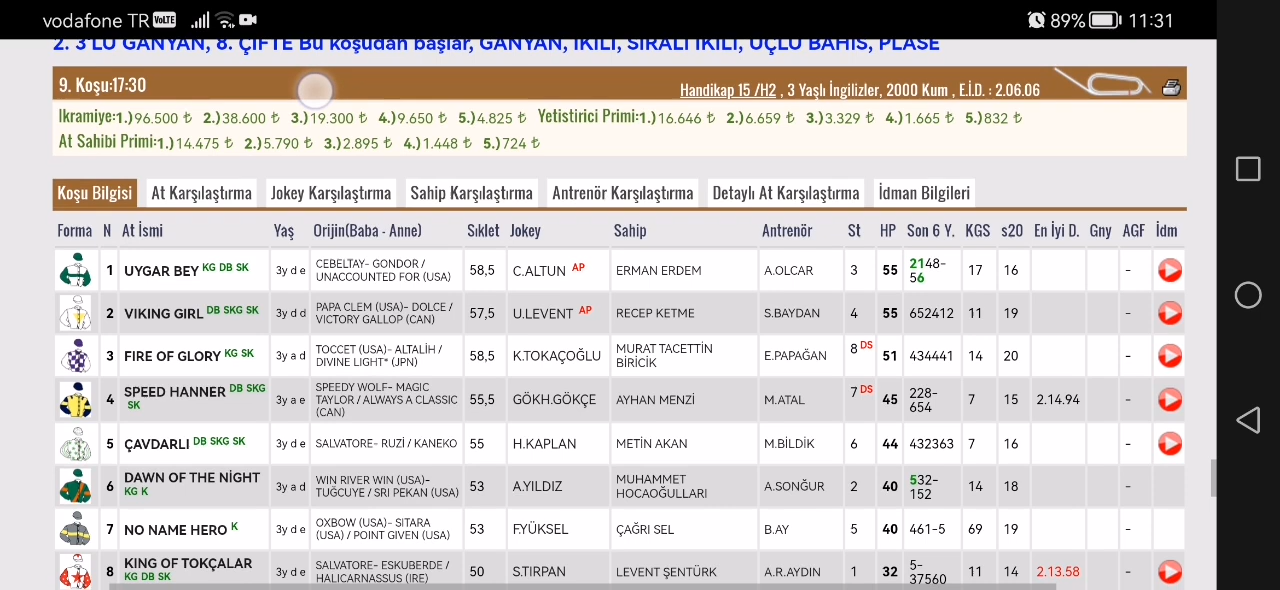 vodafone TR VoLTE 89% 11:31
2. 3 LÜ GANYAN, 8. ÇİFTE Bu koşudan başlar, GANYAN, İKİLİ, SIRALI İKİLİ, ÜÇLÜ BAHİS, PLASE
9. Koşu:17:30 Handikap 15 /H2 , 3 Yaşlı İngilizler, 2000 Kum , E.İ.D. : 2.06.06
Ikramiye:1.)96.500 ₺ 2.)38.600 ₺ 3.)19.300 ₺ 4.)9.650 ₺ 5.)4.825 ₺ Yetistirici Primi:1.)16.646 ₺ 2.)6.659 ₺ 3.)3.329 ₺ 4.)1.665 ₺ 5.)832 ₺
At Sahibi Primi:1.)14.475 ₺ 2.)5.790 ₺ 3.)2.895 ₺ 4.)1.448 ₺ 5.)724 ₺
Koşu Bilgisi At Karşılaştırma Jokey Karşılaştırma Sahip Karşılaştırma Antrenör Karşılaştırma Detaylı At Karşılaştırma İdman Bilgileri
Forma N At İsmi Yaş Orijin(Baba - Anne) Sıklet Jokey Sahip Antrenör St HP Son 6 Y. KGS s20 En İyi D. Gny AGF İdm
1 UYGAR BEY KG DB SK 3y d e CEBELTAY- GONDOR / UNACCOUNTED FOR (USA) 58,5 C.ALTUN AP ERMAN ERDEM A.OLCAR 3 55 2148-56 17 16 -
2 VIKING GIRL DB SKG SK 3y d d PAPA CLEM (USA)- DOLCE / VICTORY GALLOP (CAN) 57,5 U.LEVENT AP RECEP KETME S.BAYDAN 4 55 652412 11 19 -
3 FIRE OF GLORY KG SK 3y a d TOCCET (USA)- ALTALİH / DIVINE LIGHT* (JPN) 58,5 K.TOKAÇOĞLU MURAT TACETTİN BİRİCİK E.PAPAĞAN 8 DS 51 434441 14 20 -
4 SPEED HANNER DB SKG SK 3y a e SPEEDY WOLF- MAGIC TAYLOR / ALWAYS A CLASSIC (CAN) 55,5 GÖKH.GÖKÇE AYHAN MENZİ M.ATAL 7 DS 45 228-654 7 15 2.14.94 -
5 ÇAVDARLI DB SKG SK 3y d e SALVATORE- RUZİ / KANEKO 55 H.KAPLAN METİN AKAN M.BİLDİK 6 44 432363 7 16 -
6 DAWN OF THE NİGHT KG K 3y a d WIN RIVER WIN (USA)- TUĞCUYE / SRI PEKAN (USA) 53 A.YILDIZ MUHAMMET HOCAOĞULLARI A.SONĞUR 2 40 532-152 14 18 -
7 NO NAME HERO K 3y d e OXBOW (USA)- SITARA (USA) / POINT GIVEN (USA) 53 F.YÜKSEL ÇAĞRI SEL B.AY 5 40 461-5 69 19 -
8 KING OF TOKÇALAR KG DB SK 3y d e SALVATORE- ESKUBERDE / HALICARNASSUS (IRE) 50 S.TIRPAN LEVENT ŞENTÜRK A.R.AYDIN 1 32 5-37560 11 14 2.13.58 -